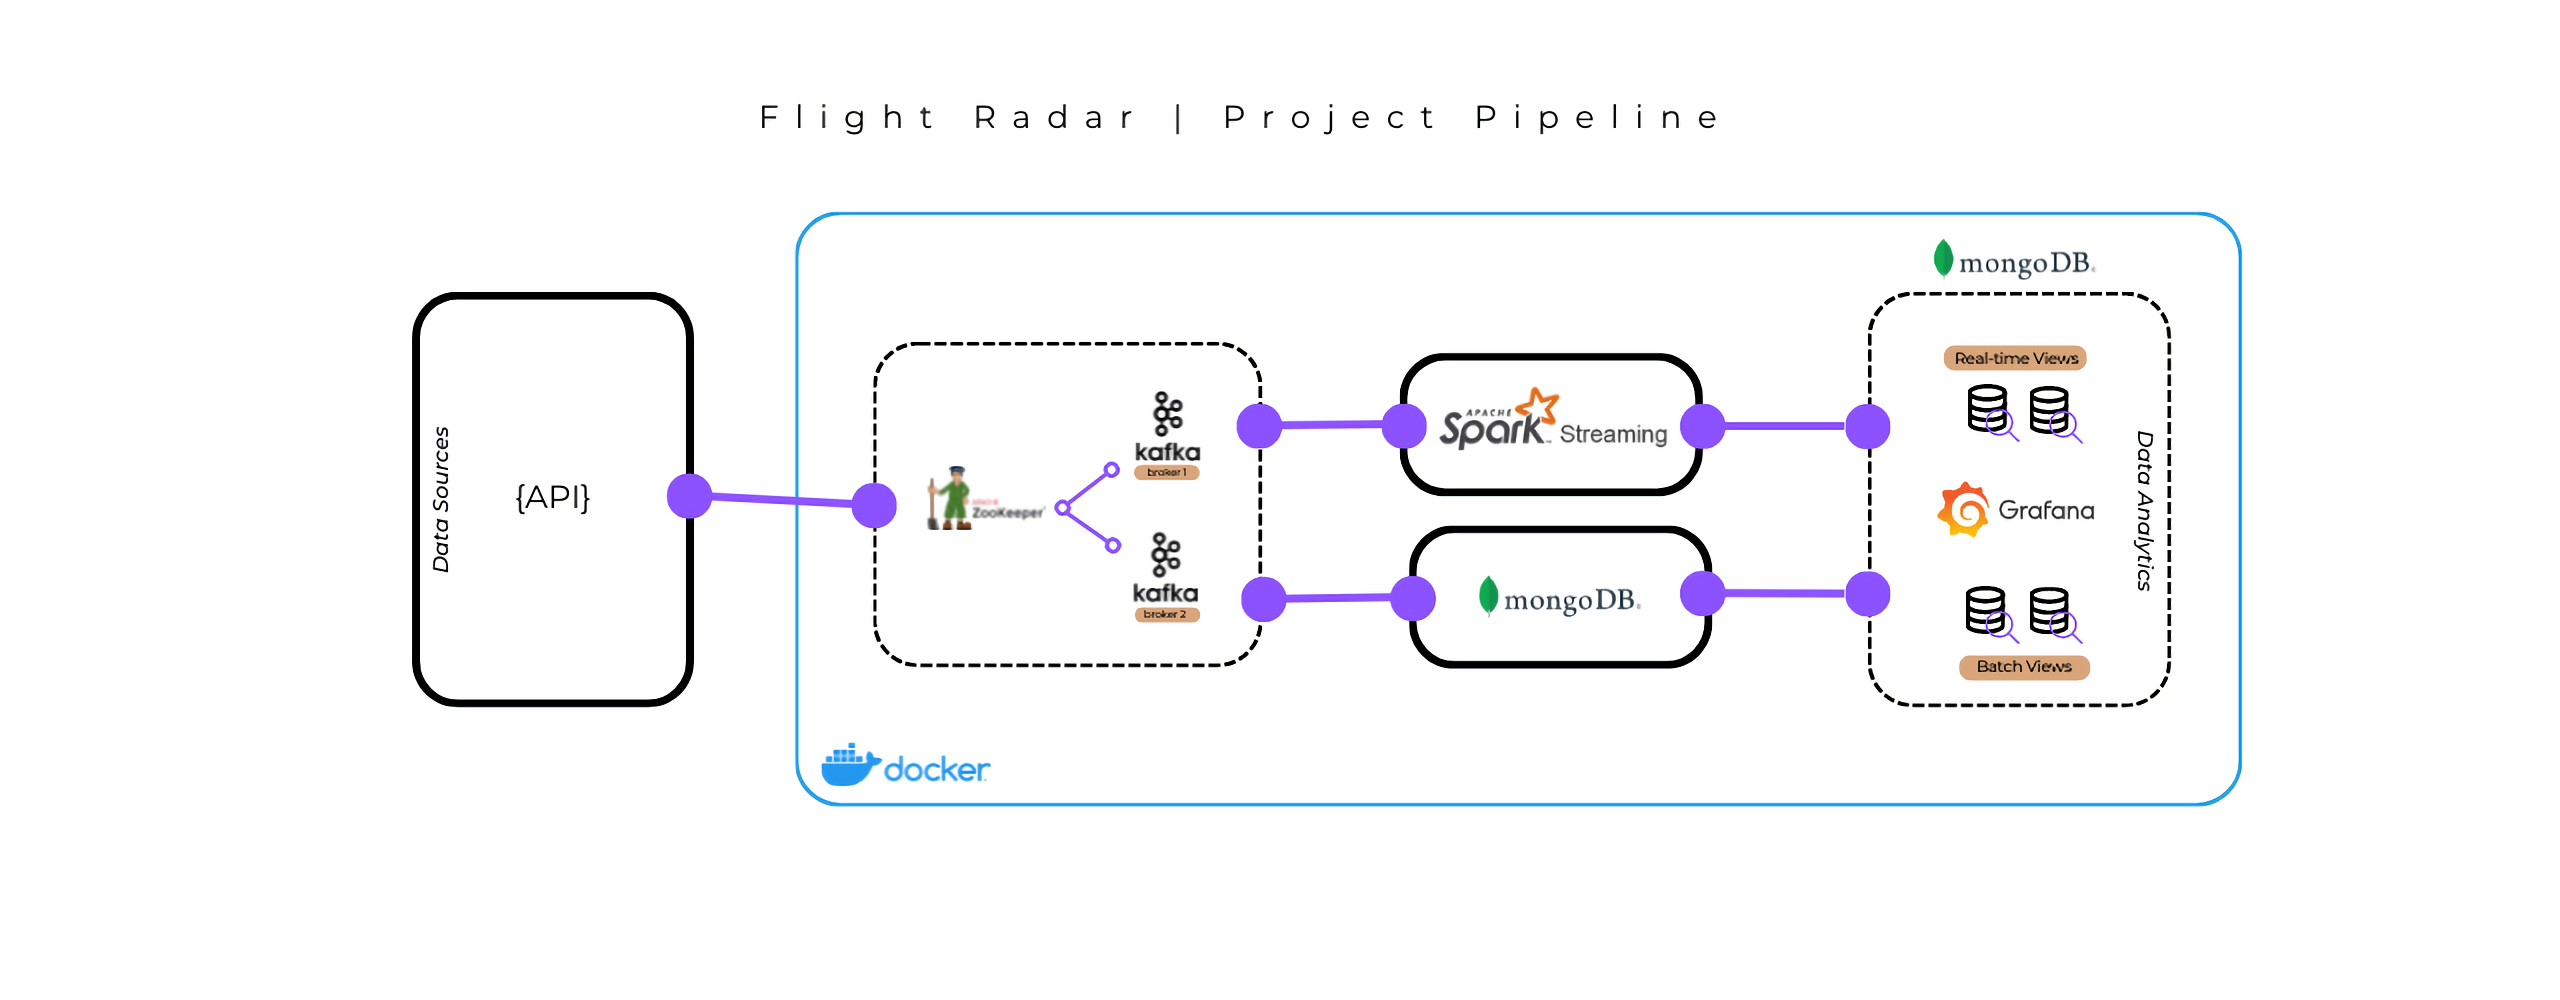 Flight Radar | Project Pipeline
Data Sources
{API}
APACHE
ZooKeeper
kafka
broker 1
kafka
broker 2
APACHE
Spark Streaming
mongoDB
mongoDB
Real-time Views
Grafana
Batch Views
Data Analytics
docker